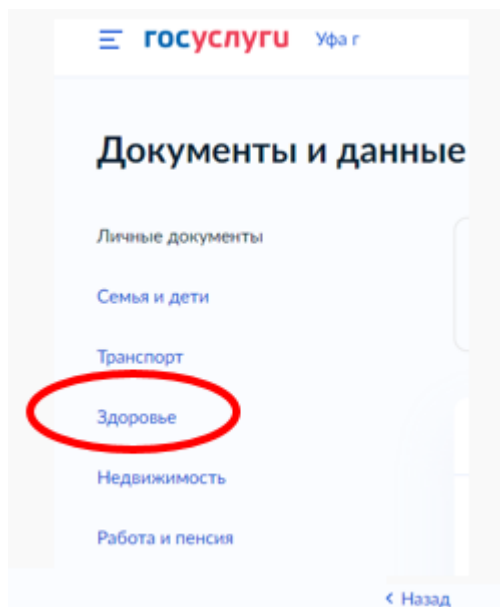 госуслуги Уфа г
Документы и данные
Личные документы
Семья и дети
Транспорт
Здоровье
Недвижимость
Работа и пенсия
Назад